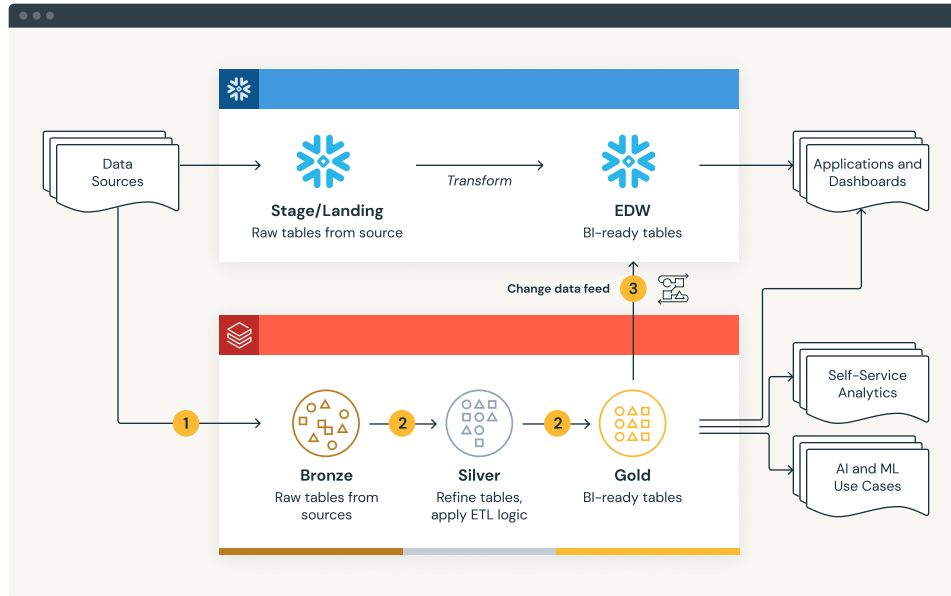 Data
Sources
Transform
Applications and
Dashboards
Stage/Landing
Raw tables from source
EDW
BI-ready tables
Change data feed
3
Self-Service
Analytics
1
2
2
Bronze
Raw tables from
sources
Silver
Refine tables,
apply ETL logic
Gold
BI-ready tables
AI and ML
Use Cases